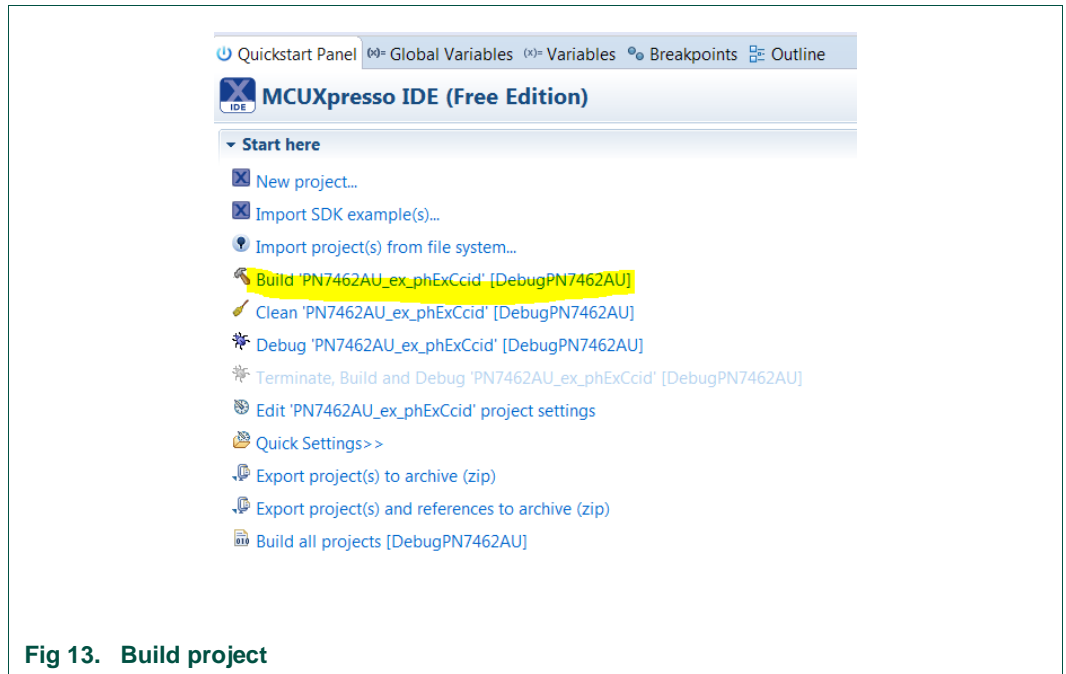 Quickstart Panel (x)= Global Variables (x)= Variables Breakpoints Outline
IDE MCUXpresso IDE (Free Edition)
Start here
New project...
Import SDK example(s)...
Import project(s) from file system...
Build 'PN7462AU_ex_phExCcid' [DebugPN7462AU]
Clean 'PN7462AU_ex_phExCcid' [DebugPN7462AU]
Debug 'PN7462AU_ex_phExCcid' [DebugPN7462AU]
Terminate, Build and Debug 'PN7462AU_ex_phExCcid' [DebugPN7462AU]
Edit 'PN7462AU_ex_phExCcid' project settings
Quick Settings>>
Export project(s) to archive (zip)
Export project(s) and references to archive (zip)
010 Build all projects [DebugPN7462AU]
Fig 13. Build project